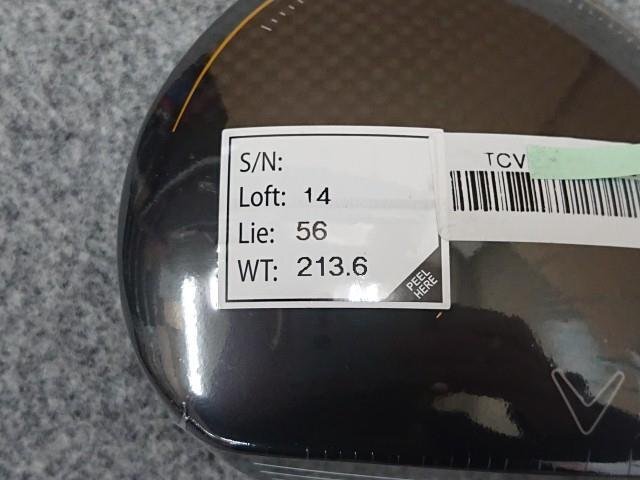 S/N:
Loft: 14
Lie: 56
WT: 213.6
PEEL
HERE
TCV